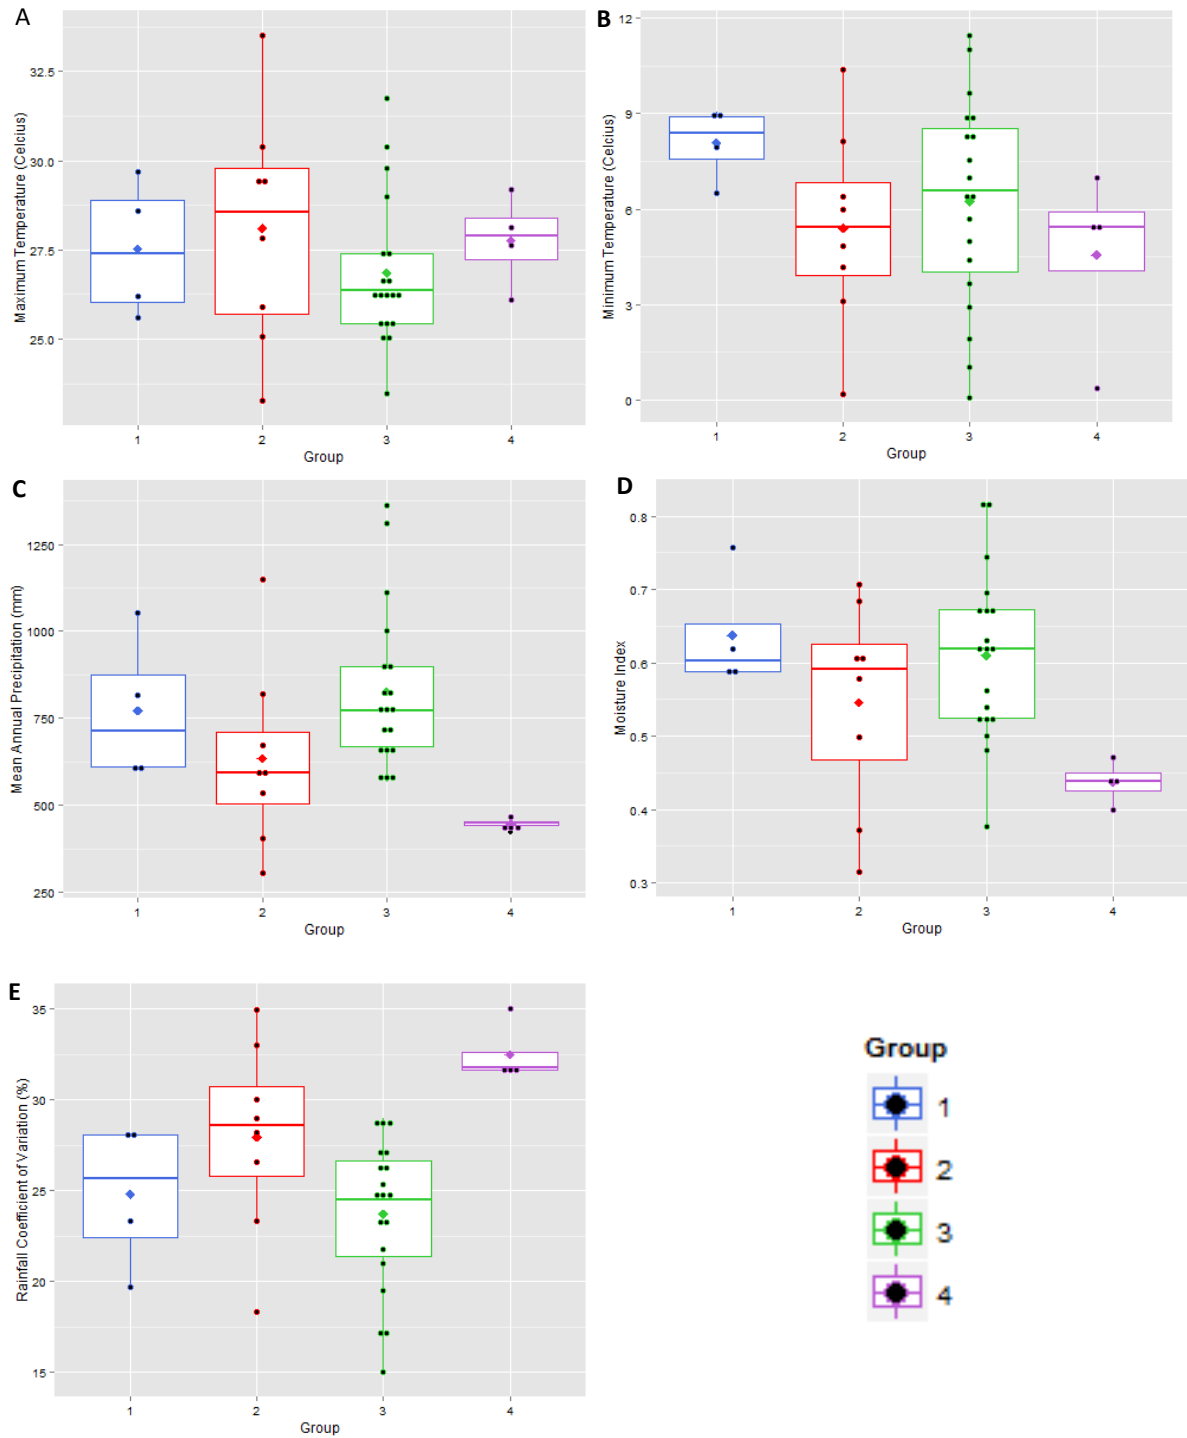 A
Maximum Temperature (Celcius)
32.5
30.0
27.5
25.0
1 2 3 4
Group
B
Minimum Temperature (Celcius)
12
9
6
3
0
1 2 3 4
Group
C
Mean Annual Precipitation (mm)
1250
1000
750
500
250
1 2 3 4
Group
D
Moisture Index
0.8
0.7
0.6
0.5
0.4
0.3
1 2 3 4
Group
E
Rainfall Coefficient of Variation (%)
35
30
25
20
15
1 2 3 4
Group
Group
1
2
3
4